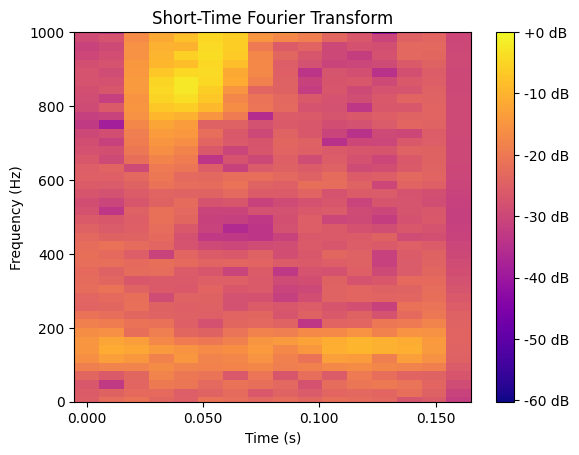 Short-Time Fourier Transform
1000
800
600
400
200
0
Frequency (Hz)
0.000
0.050
0.100
0.150
Time (s)
+0 dB
-10 dB
-20 dB
-30 dB
-40 dB
-50 dB
-60 dB